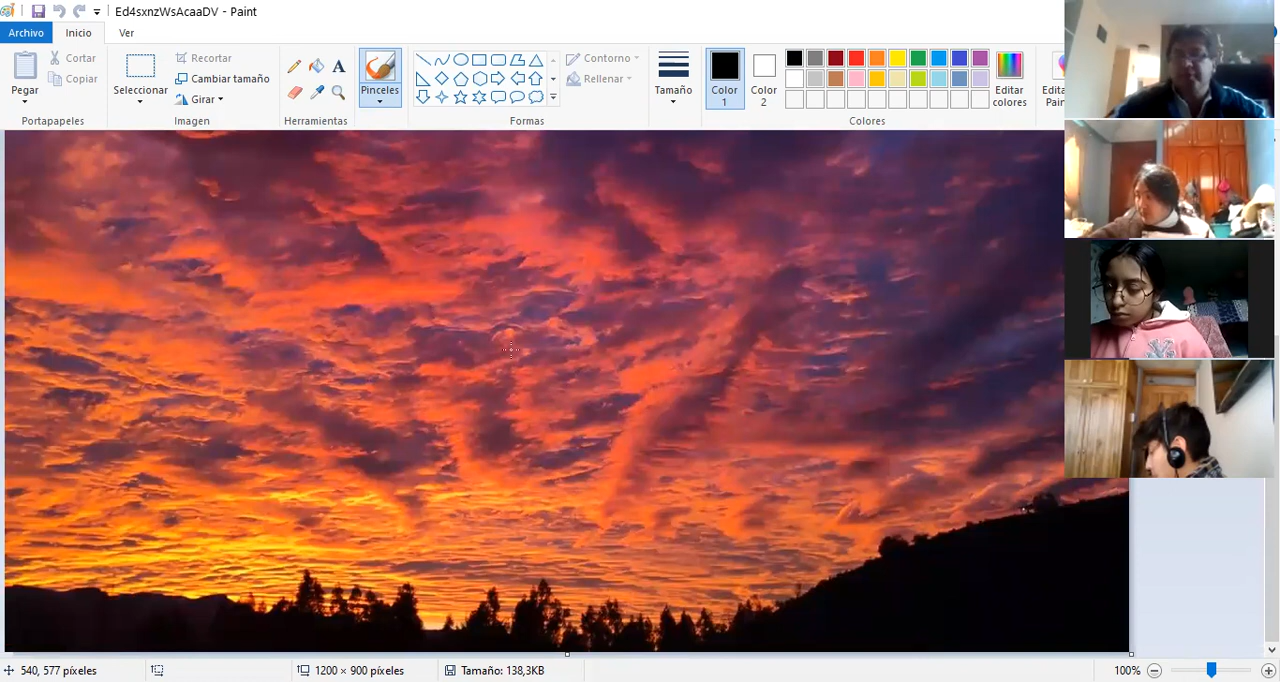 Ed4sxnzWsAcaaDV - Paint
Archivo Inicio Ver
Pegar
Cortar
Copiar
Portapapeles
Seleccionar
Recortar
Cambiar tamaño
Girar
Imagen
A
Herramientas
Pinceles
Contorno
Rellenar
Formas
Tamaño
Color
1
Color
2
Editar
colores
Colores
Edita
Pain
540, 577 píxeles
1200 × 900 píxeles
Tamaño: 138,3KB
100%